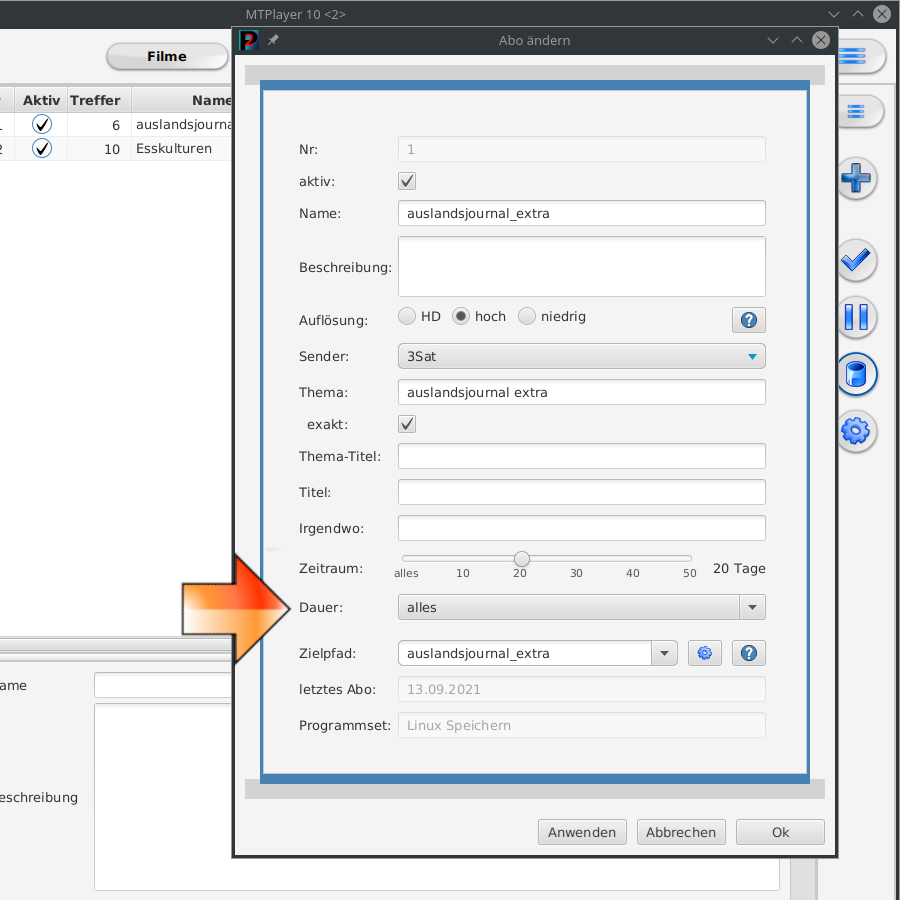 MTPlayer 10 <2>
Abo ändern
Filme
Aktiv Treffer Name
6 auslandsjourna
2 10 Esskulturen
Nr: 1
aktiv:
Name: auslandsjournal_extra
Beschreibung:
Auflösung: HD hoch niedrig
Sender: 3Sat
Thema: auslandsjournal extra
exakt:
Thema-Titel:
Titel:
Irgendwo:
Zeitraum: 20 Tage
alles 10 20 30 40 50
Dauer: alles
Zielpfad: auslandsjournal_extra
letztes Abo: 13.09.2021
Programmset: Linux Speichern
Anwenden Abbrechen Ok
ame
eschreibung